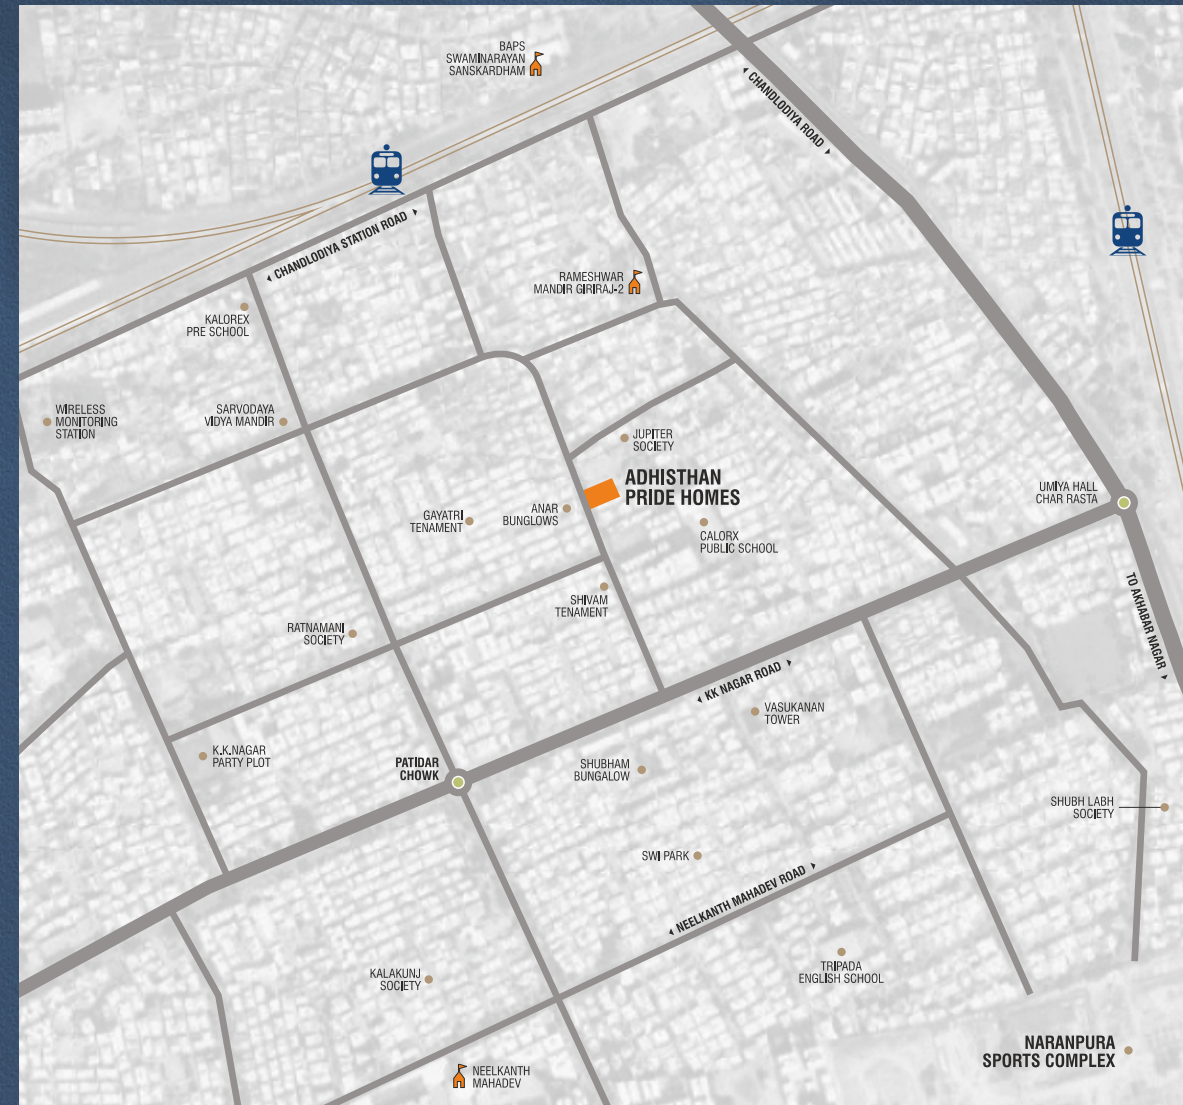 BAPS
SWAMINARAYAN
SANSKARDHAM
CHANDLODIYA ROAD
CHANDLODIYA STATION ROAD
RAMESHWAR
MANDIR GIRIRAJ-2
KALOREX
PRE SCHOOL
WIRELESS
MONITORING
STATION
SARVODAYA
VIDYA MANDIR
JUPITER
SOCIETY
ADHISTHAN
PRIDE HOMES
UMIYA HALL
CHAR RASTA
GAYATRI
TENAMENT
ANAR
BUNGLOWS
CALORX
PUBLIC SCHOOL
TO AKHABAR NAGAR
SHIVAM
TENAMENT
RATNAMANI
SOCIETY
KK NAGAR ROAD
VASUKANAN
TOWER
K.K.NAGAR
PARTY PLOT
PATIDAR
CHOWK
SHUBHAM
BUNGALOW
SHUBH LABH
SOCIETY
SWI PARK
NEELKANTH MAHADEV ROAD
KALAKUNJ
SOCIETY
TRIPADA
ENGLISH SCHOOL
NARANPURA
SPORTS COMPLEX
NEELKANTH
MAHADEV